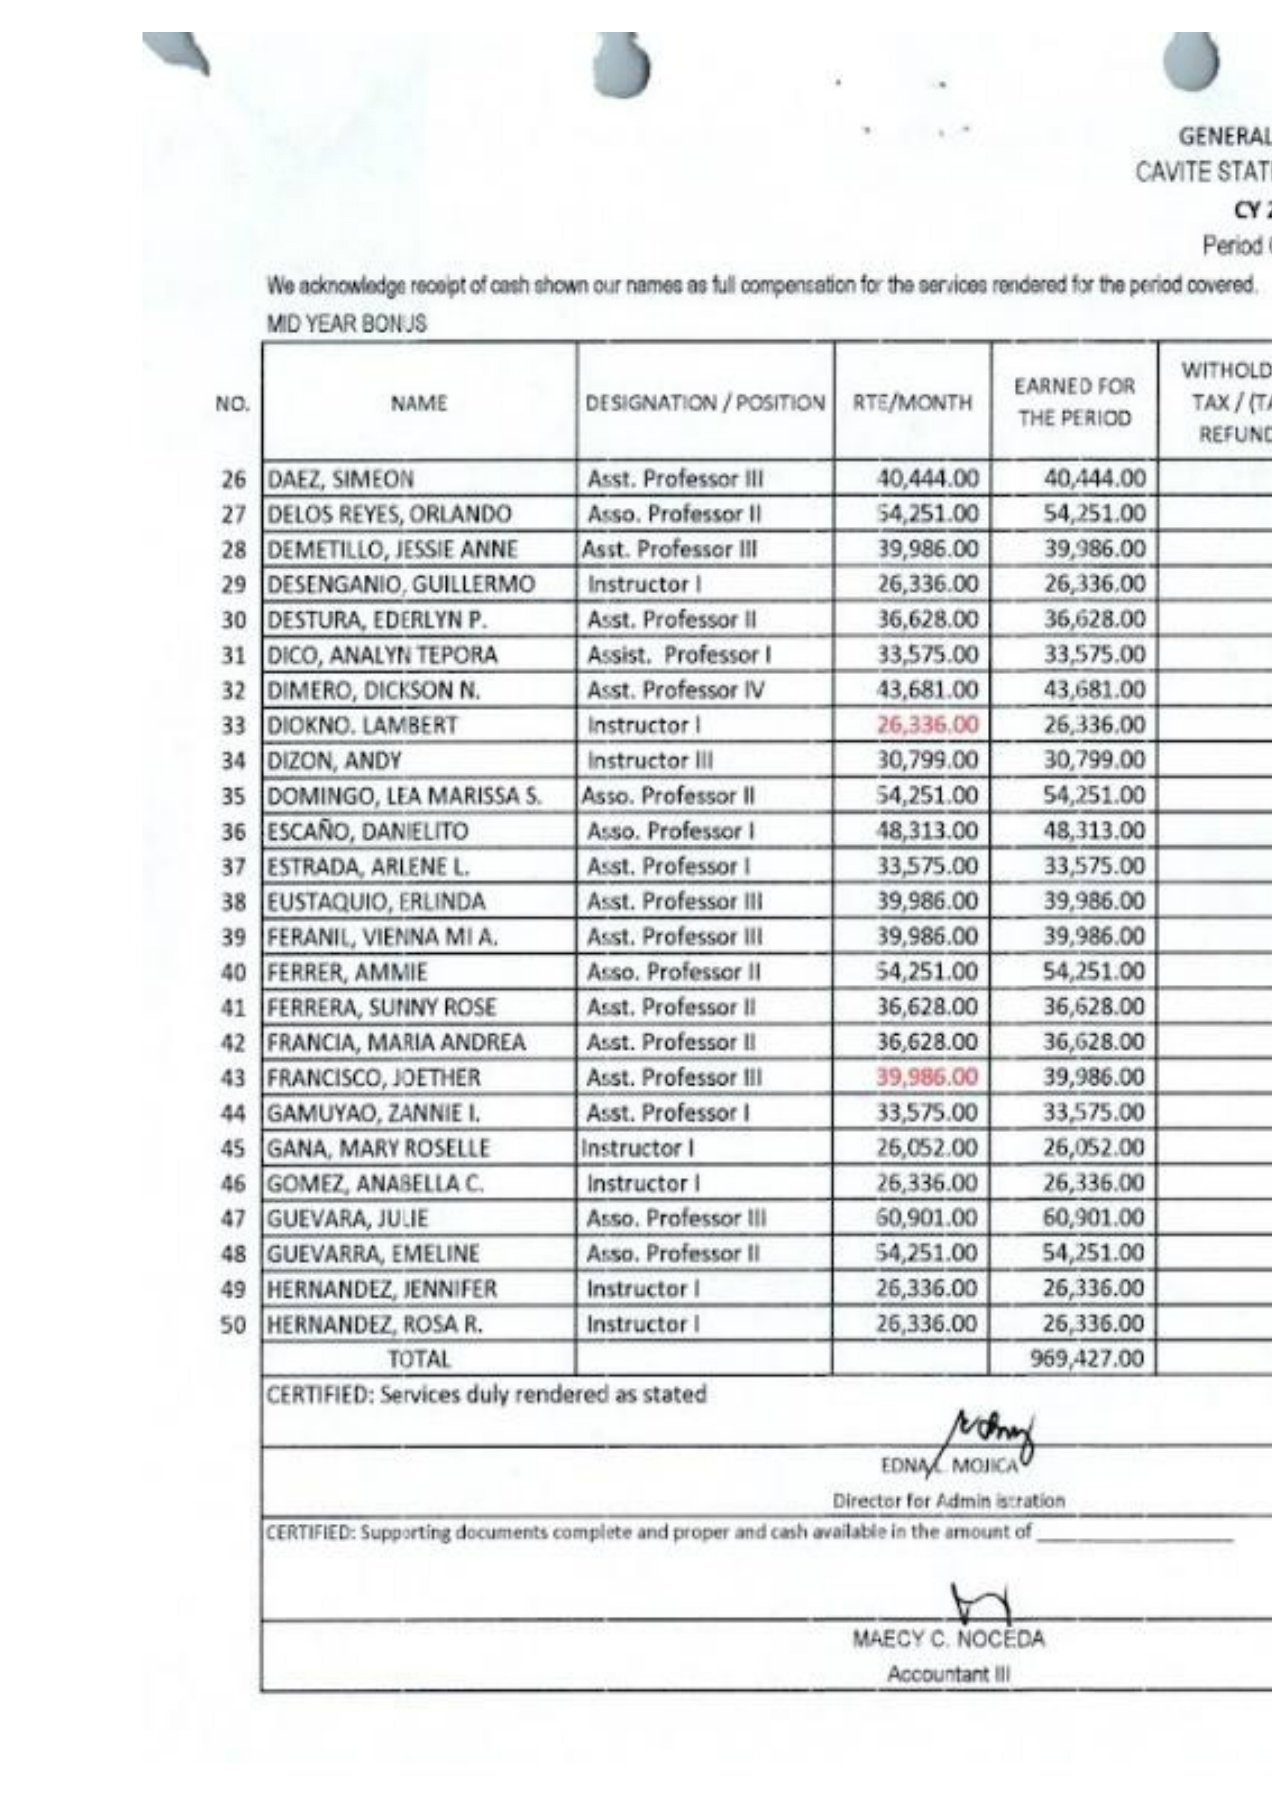 GENERAL
CAVITE STAT
CY 2
Period
We acknowledge receipt of cash shown our names as full compensation for the services rendered for the period covered.
MID YEAR BONUS
NO. NAME DESIGNATION / POSITION RTE/MONTH EARNED FOR THE PERIOD WITHOLD TAX / (TA REFUND
26 DAEZ, SIMEON Asst. Professor III 40,444.00 40,444.00
27 DELOS REYES, ORLANDO Asso. Professor II 54,251.00 54,251.00
28 DEMETILLO, JESSIE ANNE Asst. Professor III 39,986.00 39,986.00
29 DESENGANIO, GUILLERMO Instructor I 26,336.00 26,336.00
30 DESTURA, EDERLYN P. Asst. Professor II 36,628.00 36,628.00
31 DICO, ANALYN TEPORA Assist. Professor I 33,575.00 33,575.00
32 DIMERO, DICKSON N. Asst. Professor IV 43,681.00 43,681.00
33 DIOKNO. LAMBERT Instructor I 26,336.00 26,336.00
34 DIZON, ANDY Instructor III 30,799.00 30,799.00
35 DOMINGO, LEA MARISSA S. Asso. Professor II 54,251.00 54,251.00
36 ESCAÑO, DANIELITO Asso. Professor I 48,313.00 48,313.00
37 ESTRADA, ARLENE L. Asst. Professor I 33,575.00 33,575.00
38 EUSTAQUIO, ERLINDA Asst. Professor III 39,986.00 39,986.00
39 FERANIL, VIENNA MI A. Asst. Professor III 39,986.00 39,986.00
40 FERRER, AMMIE Asso. Professor II 54,251.00 54,251.00
41 FERRERA, SUNNY ROSE Asst. Professor II 36,628.00 36,628.00
42 FRANCIA, MARIA ANDREA Asst. Professor II 36,628.00 36,628.00
43 FRANCISCO, JOETHER Asst. Professor III 39,986.00 39,986.00
44 GAMUYAO, ZANNIE I. Asst. Professor I 33,575.00 33,575.00
45 GANA, MARY ROSELLE Instructor I 26,052.00 26,052.00
46 GOMEZ, ANABELLA C. Instructor I 26,336.00 26,336.00
47 GUEVARA, JULIE Asso. Professor III 60,901.00 60,901.00
48 GUEVARRA, EMELINE Asso. Professor II 54,251.00 54,251.00
49 HERNANDEZ, JENNIFER Instructor I 26,336.00 26,336.00
50 HERNANDEZ, ROSA R. Instructor I 26,336.00 26,336.00
TOTAL 969,427.00
CERTIFIED: Services duly rendered as stated
EDNA L. MOJICA
Director for Admin istration
CERTIFIED: Supporting documents complete and proper and cash available in the amount of
MAECY C. NOCEDA
Accountant III